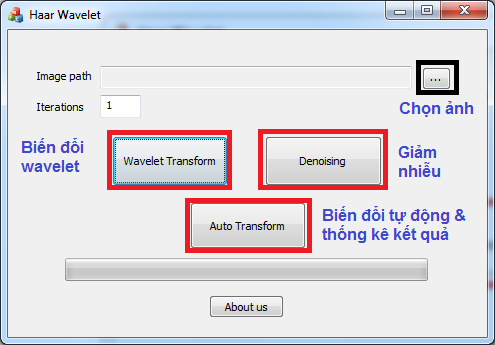 Haar Wavelet
Image path
...
Chọn ảnh
Iterations 1
Biến đổi
wavelet
Wavelet Transform
Denoising
Giảm
nhiễu
Auto Transform
Biến đổi tự động &
thống kê kết quả
About us